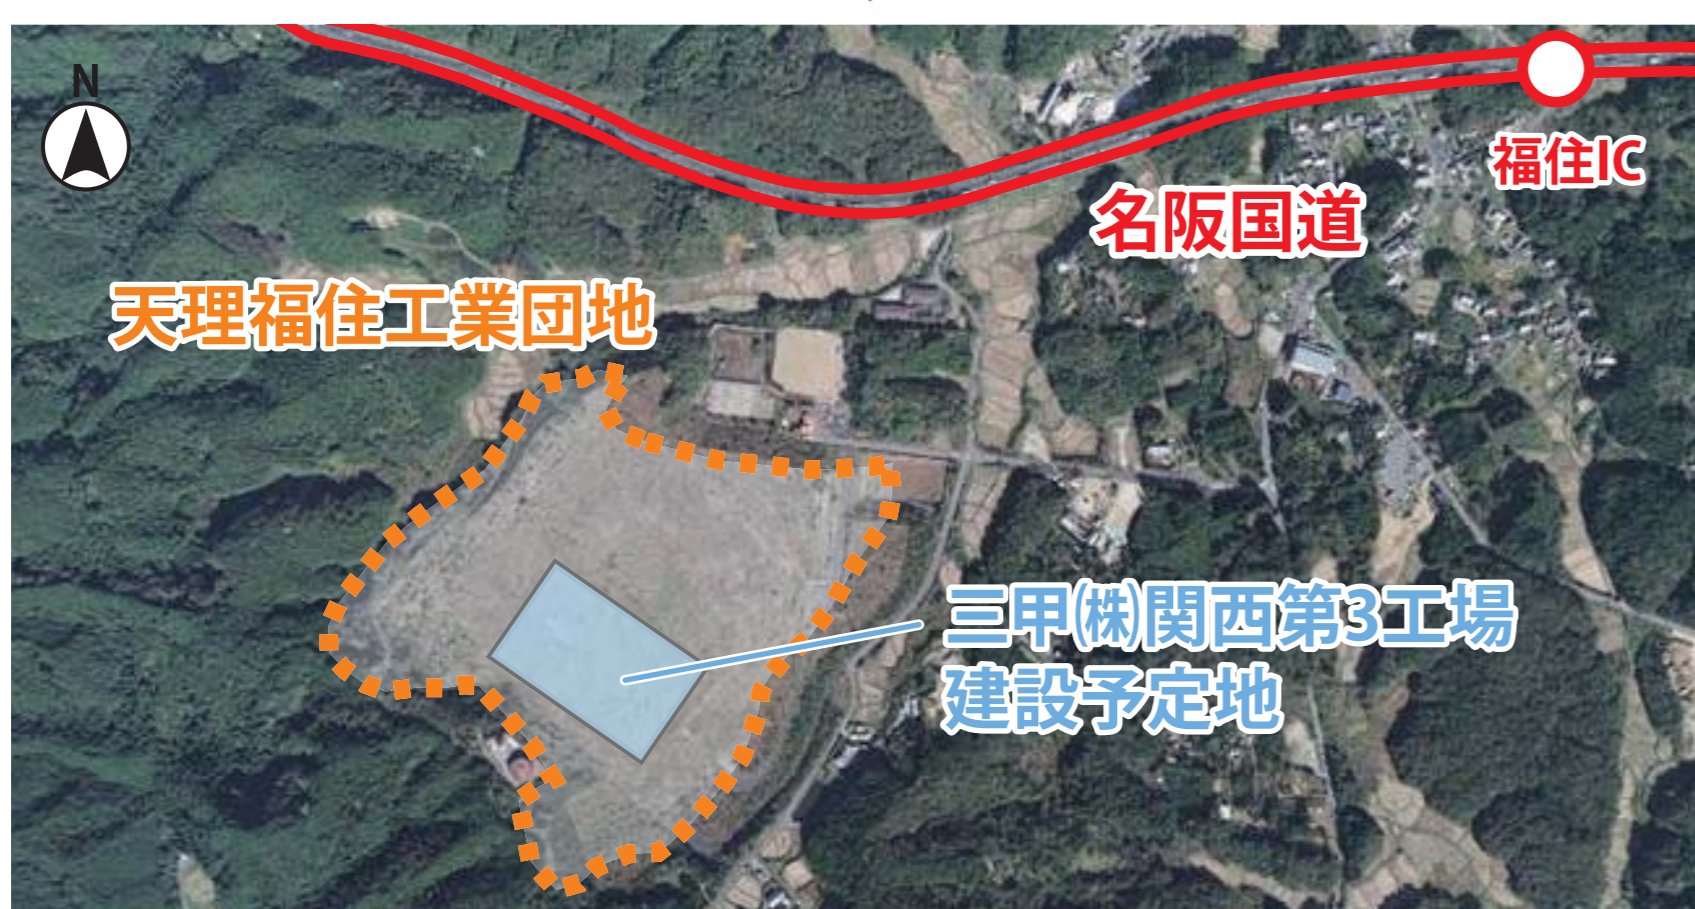 N
福住IC
名阪国道
天理福住工業団地
三甲㈱関西第3工場
建設予定地